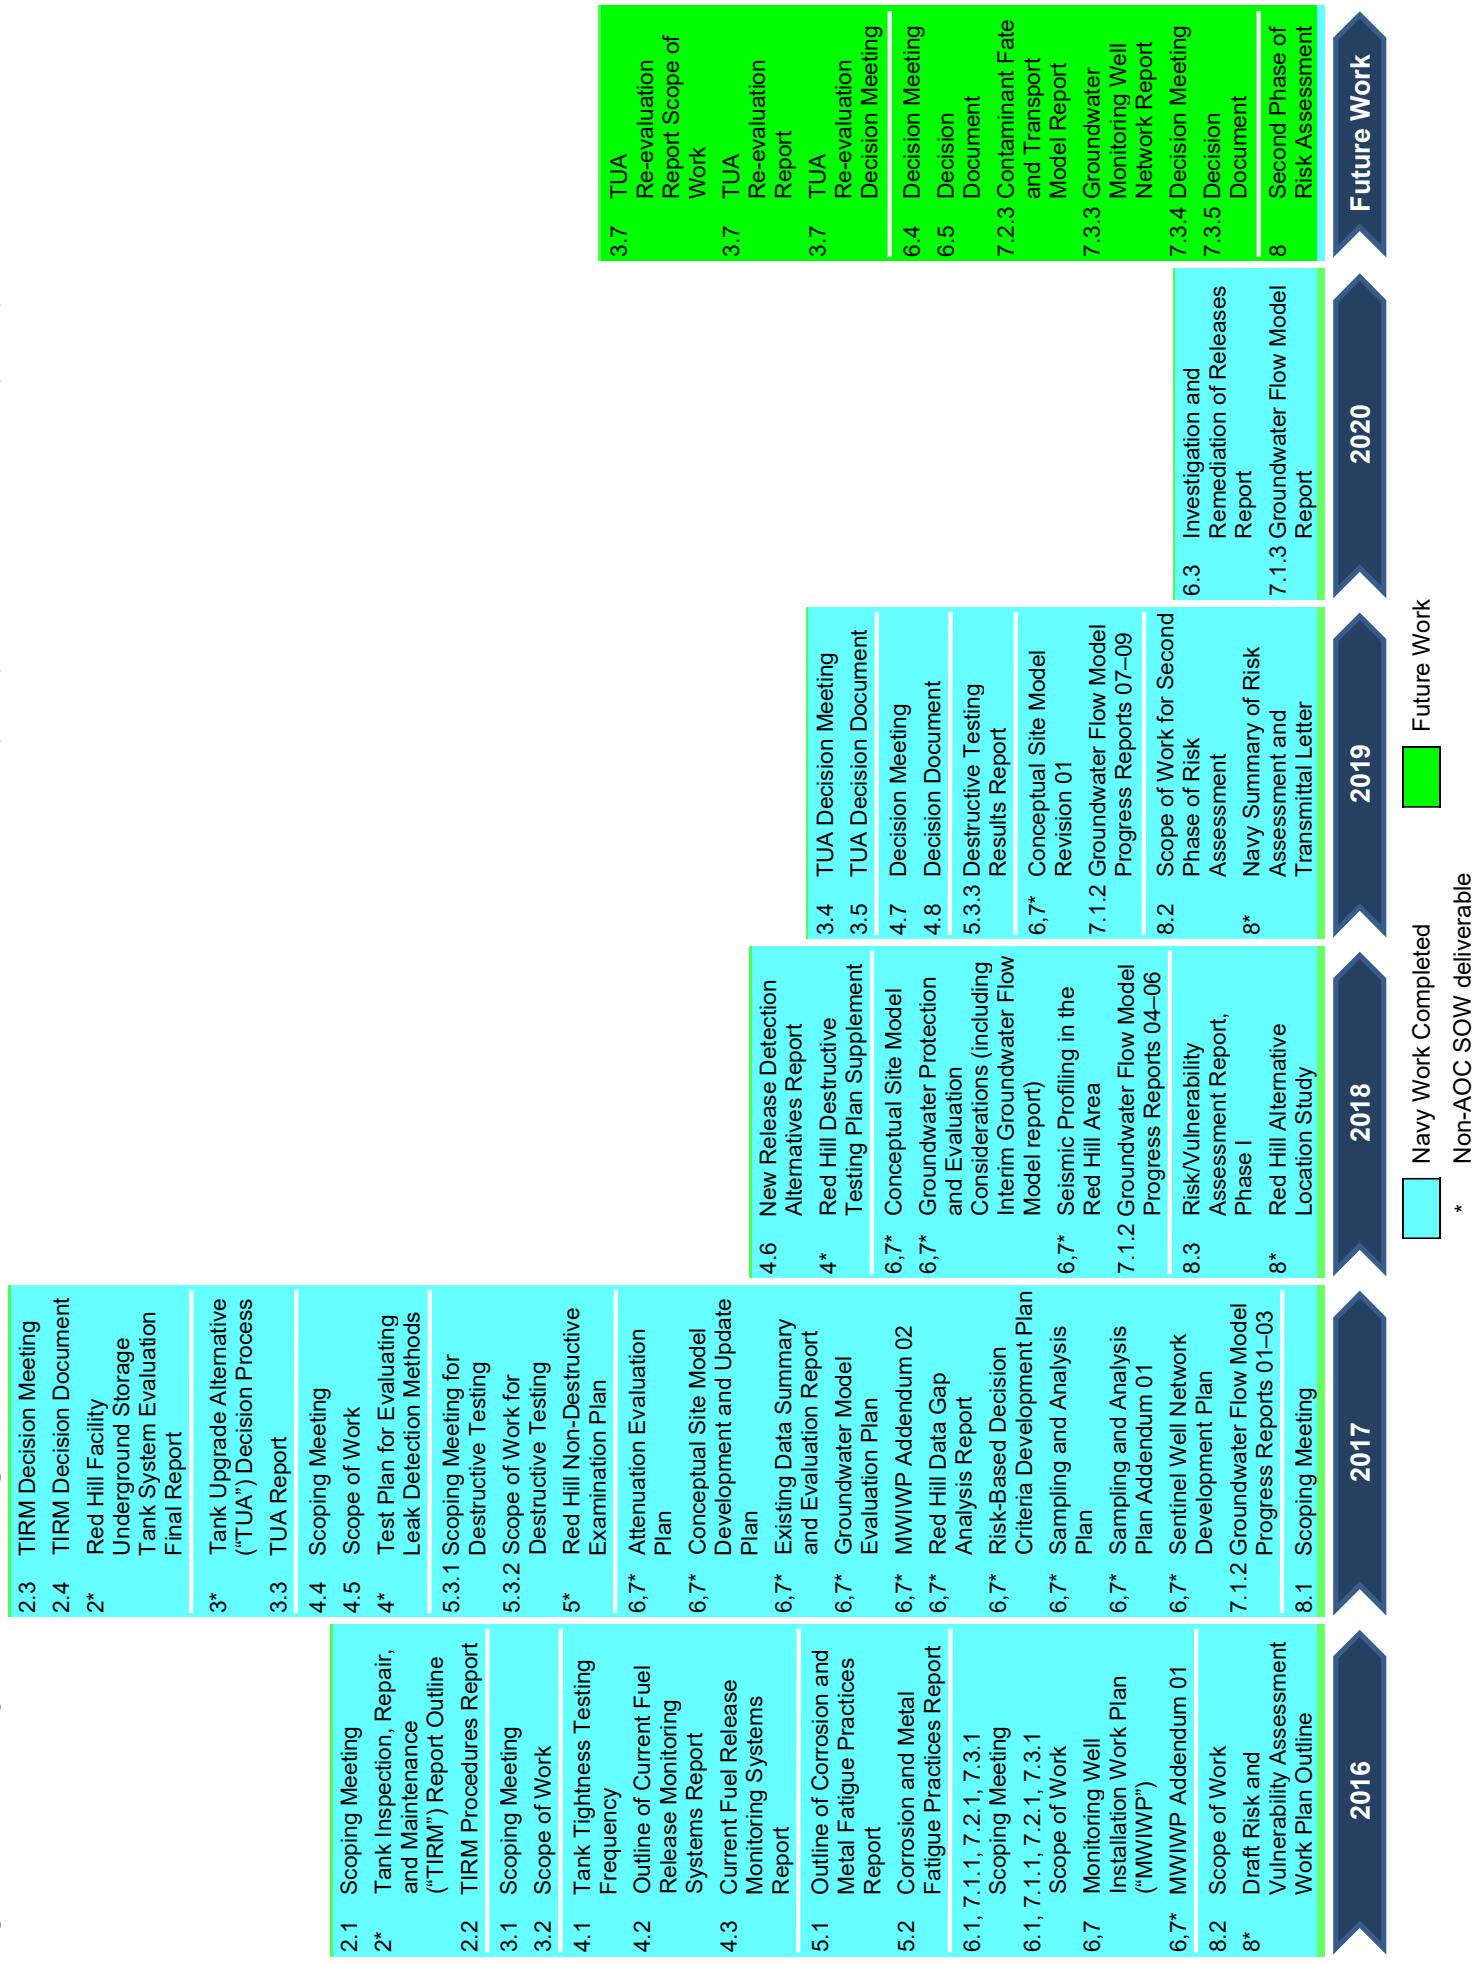 2.1 Scoping Meeting
2* Tank Inspection, Repair,
and Maintenance
(“TIRM”) Report Outline
2.2 TIRM Procedures Report
3.1 Scoping Meeting
3.2 Scope of Work
4.1 Tank Tightness Testing
Frequency
4.2 Outline of Current Fuel
Release Monitoring
Systems Report
4.3 Current Fuel Release
Monitoring Systems
Report
5.1 Outline of Corrosion and
Metal Fatigue Practices
Report
5.2 Corrosion and Metal
Fatigue Practices Report
6.1, 7.1.1, 7.2.1, 7.3.1
Scoping Meeting
6.1, 7.1.1, 7.2.1, 7.3.1
Scope of Work
6,7 Monitoring Well
Installation Work Plan
(“MWIWP”)
6,7* MWIWP Addendum 01
8.2 Scope of Work
8* Draft Risk and
Vulnerability Assessment
Work Plan Outline
2016
2.3 TIRM Decision Meeting
2.4 TIRM Decision Document
2* Red Hill Facility
Underground Storage
Tank System Evaluation
Final Report
3* Tank Upgrade Alternative
(“TUA”) Decision Process
3.3 TUA Report
4.4 Scoping Meeting
4.5 Scope of Work
4* Test Plan for Evaluating
Leak Detection Methods
5.3.1 Scoping Meeting for
Destructive Testing
5.3.2 Scope of Work for
Destructive Testing
5* Red Hill Non-Destructive
Examination Plan
6,7* Attenuation Evaluation
Plan
6,7* Conceptual Site Model
Development and Update
Plan
6,7* Existing Data Summary
and Evaluation Report
6,7* Groundwater Model
Evaluation Plan
6,7* MWIWP Addendum 02
6,7* Red Hill Data Gap
Analysis Report
6,7* Risk-Based Decision
Criteria Development Plan
6,7* Sampling and Analysis
Plan
6,7* Sampling and Analysis
Plan Addendum 01
6,7* Sentinel Well Network
Development Plan
7.1.2 Groundwater Flow Model
Progress Reports 01–03
8.1 Scoping Meeting
2017
4.6 New Release Detection
Alternatives Report
4* Red Hill Destructive
Testing Plan Supplement
6,7* Conceptual Site Model
6,7* Groundwater Protection
and Evaluation
Considerations (including
Interim Groundwater Flow
Model report)
6,7* Seismic Profiling in the
Red Hill Area
7.1.2 Groundwater Flow Model
Progress Reports 04–06
8.3 Risk/Vulnerability
Assessment Report,
Phase I
8* Red Hill Alternative
Location Study
2018
3.4 TUA Decision Meeting
3.5 TUA Decision Document
4.7 Decision Meeting
4.8 Decision Document
5.3.3 Destructive Testing
Results Report
6,7* Conceptual Site Model
Revision 01
7.1.2 Groundwater Flow Model
Progress Reports 07–09
8.2 Scope of Work for Second
Phase of Risk
Assessment
8* Navy Summary of Risk
Assessment and
Transmittal Letter
2019
6.3 Investigation and
Remediation of Releases
Report
7.1.3 Groundwater Flow Model
Report
2020
3.7 TUA
Re-evaluation
Report Scope of
Work
3.7 TUA
Re-evaluation
Report
3.7 TUA
Re-evaluation
Decision Meeting
6.4 Decision Meeting
6.5 Decision
Document
7.2.3 Contaminant Fate
and Transport
Model Report
7.3.3 Groundwater
Monitoring Well
Network Report
7.3.4 Decision Meeting
7.3.5 Decision
Document
8 Second Phase of
Risk Assessment
Future Work
Navy Work Completed
Future Work
* Non-AOC SOW deliverable